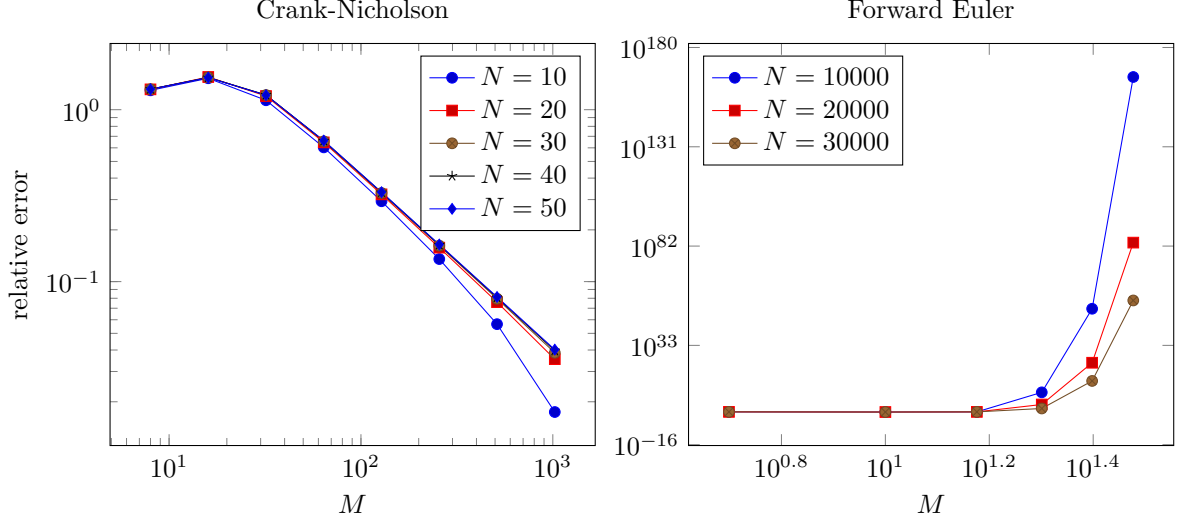 Crank-Nicholson
relative error
10^0
10^{-1}
10^1
10^2
10^3
M
N = 10
N = 20
N = 30
N = 40
N = 50
Forward Euler
10^{180}
10^{131}
10^{82}
10^{33}
10^{-16}
10^{0.8}
10^1
10^{1.2}
10^{1.4}
M
N = 10000
N = 20000
N = 30000